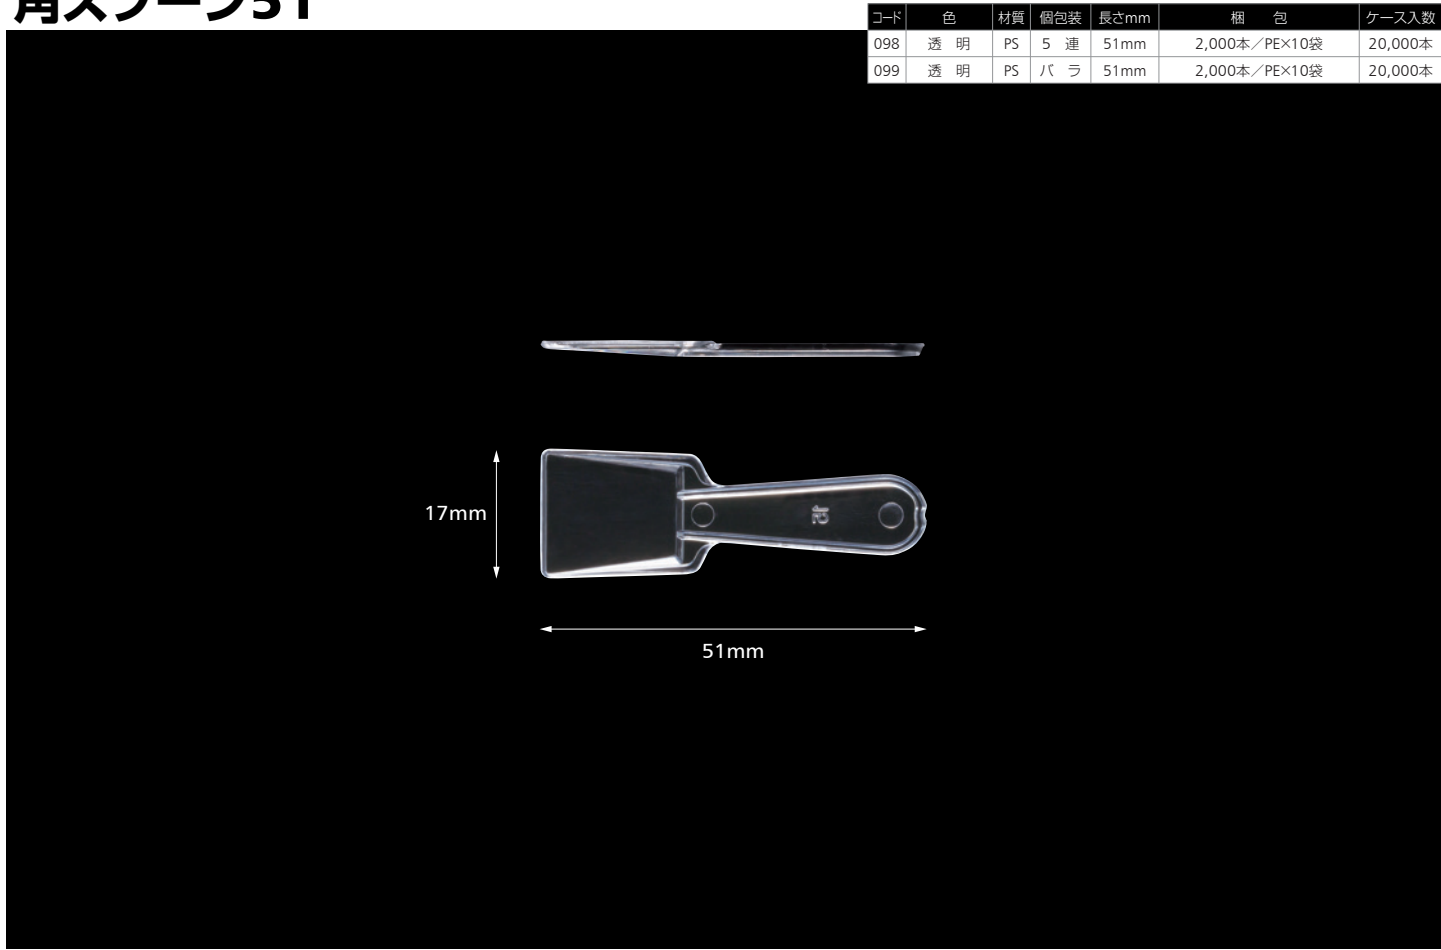 角スプーン51
コード 色 材質 個包装 長さmm 梱 包 ケース入数
098 透 明 PS 5 連 51mm 2,000本／PE×10袋 20,000本
099 透 明 PS バ ラ 51mm 2,000本／PE×10袋 20,000本
17mm
51mm